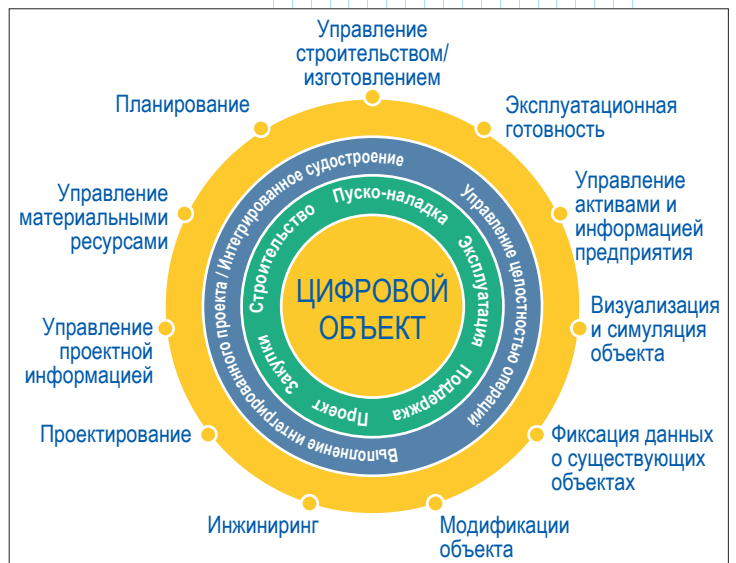 Управление
строительством/
изготовлением
Планирование
Эксплуатационная
готовность
Управление
материальными
ресурсами
Управление
активами и
информацией
предприятия
Выполнение интегрированного проекта / Интегрированное судостроение
Управление целостностью операций
Проект
Закупки
Строительство
Пуско-наладка
Эксплуатация
Поддержка
ЦИФРОВОЙ
ОБЪЕКТ
Управление
проектной
информацией
Визуализация
и симуляция
объекта
Проектирование
Фиксация данных
о существующих
объектах
Инжиниринг
Модификации
объекта